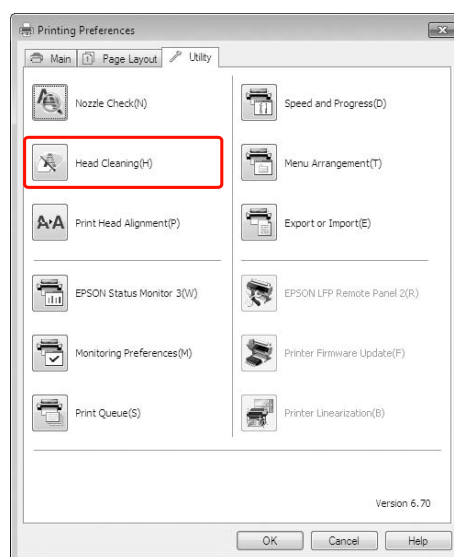 Printing Preferences
Main
Page Layout
Utility
Nozzle Check(N)
Speed and Progress(D)
Head Cleaning(H)
Menu Arrangement(T)
Print Head Alignment(P)
Export or Import(E)
EPSON Status Monitor 3(W)
EPSON LFP Remote Panel 2(R)
Monitoring Preferences(M)
Printer Firmware Update(F)
Print Queue(S)
Printer Linearization(B)
Version 6.70
OK
Cancel
Help